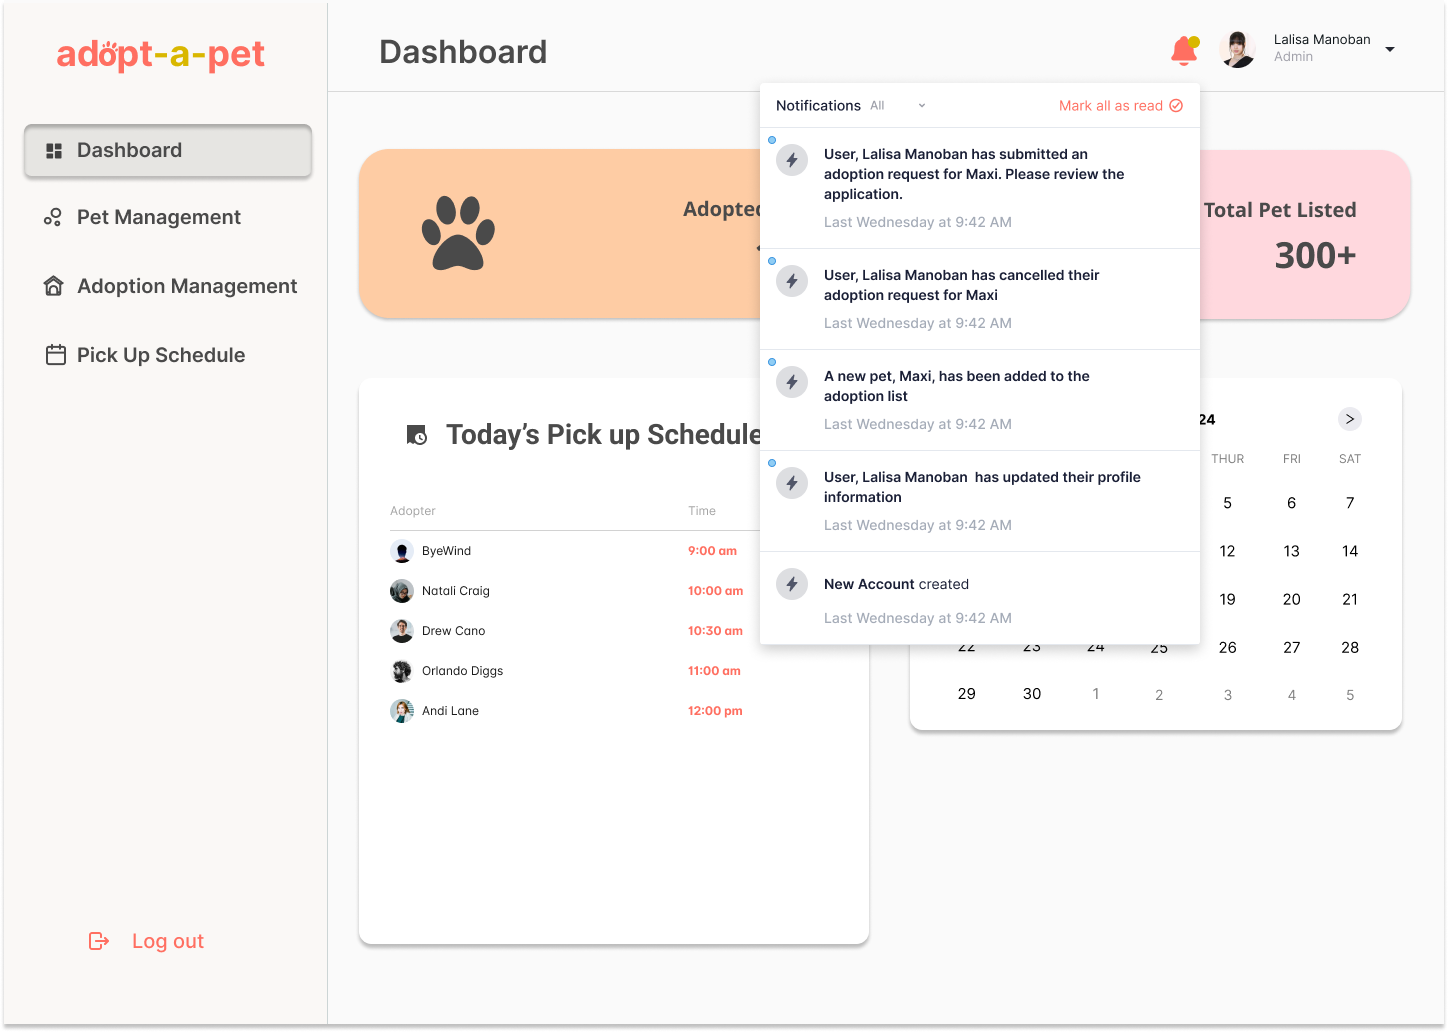 adopt-a-pet
Dashboard
Lalisa Manoban
Admin
Dashboard
Pet Management
Adoption Management
Pick Up Schedule
Log out
Notifications All
Mark all as read
User, Lalisa Manoban has submitted an
adoption request for Maxi. Please review the
application.
Last Wednesday at 9:42 AM
User, Lalisa Manoban has cancelled their
adoption request for Maxi
Last Wednesday at 9:42 AM
A new pet, Maxi, has been added to the
adoption list
Last Wednesday at 9:42 AM
User, Lalisa Manoban has updated their profile
information
Last Wednesday at 9:42 AM
New Account created
Last Wednesday at 9:42 AM
Adopted
Total Pet Listed
300+
Today’s Pick up Schedule
Adopter Time
ByeWind 9:00 am
Natali Craig 10:00 am
Drew Cano 10:30 am
Orlando Diggs 11:00 am
Andi Lane 12:00 pm
24 >
THUR FRI SAT
5 6 7
12 13 14
19 20 21
22 23 24 25 26 27 28
29 30 1 2 3 4 5